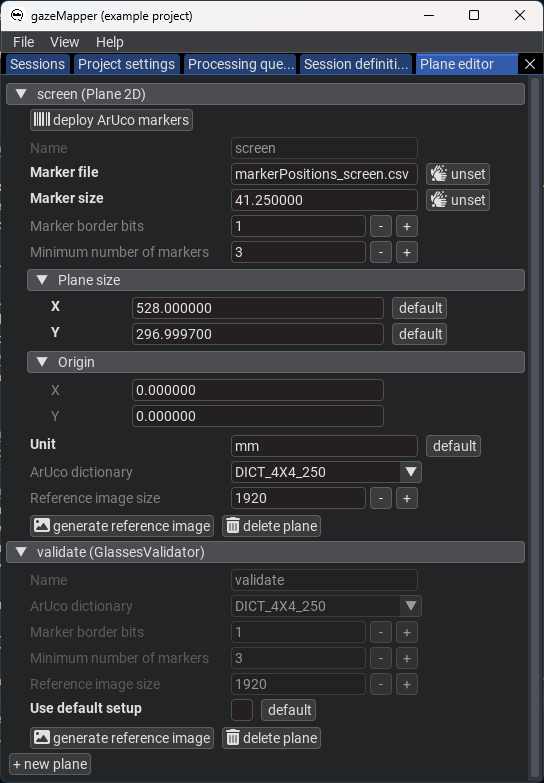 gazeMapper (example project)
File View Help
Sessions Project settings Processing que... Session definiti... Plane editor
screen (Plane 2D)
deploy ArUco markers
Name screen
Marker file markerPositions_screen.csv unset
Marker size 41.250000 unset
Marker border bits 1 - +
Minimum number of markers 3 - +
Plane size
X 528.000000 default
Y 296.999700 default
Origin
X 0.000000
Y 0.000000
Unit mm default
ArUco dictionary DICT_4X4_250
Reference image size 1920 - +
generate reference image delete plane
validate (GlassesValidator)
Name validate
ArUco dictionary DICT_4X4_250
Marker border bits 1 - +
Minimum number of markers 3 - +
Reference image size 1920 - +
Use default setup default
generate reference image delete plane
+ new plane